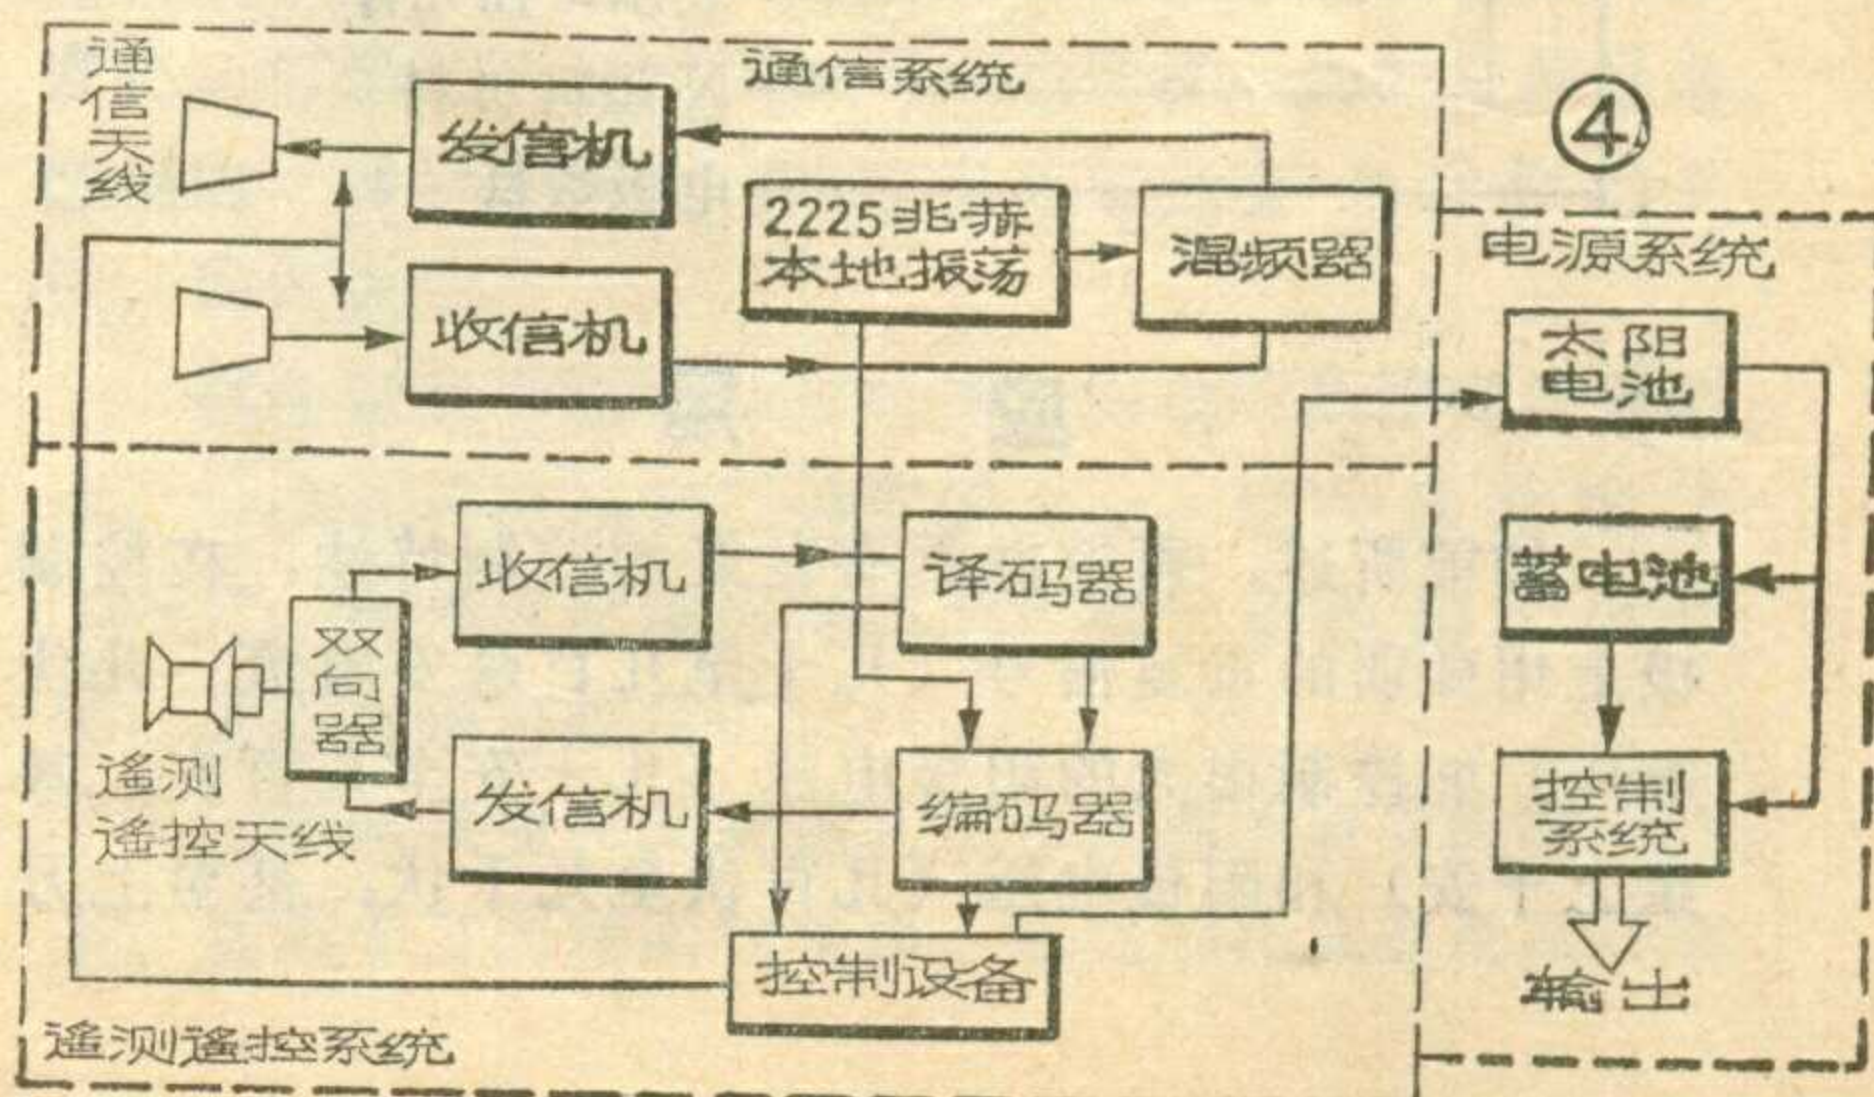 通信天线
通信系统
④
发信机
2225兆赫
本地振荡
混频器
收信机
电源系统
太阳
电池
蓄电池
控制
系统
输出
收信机
译码器
双向器
遥测
遥控天线
发信机
编码器
控制设备
遥测遥控系统